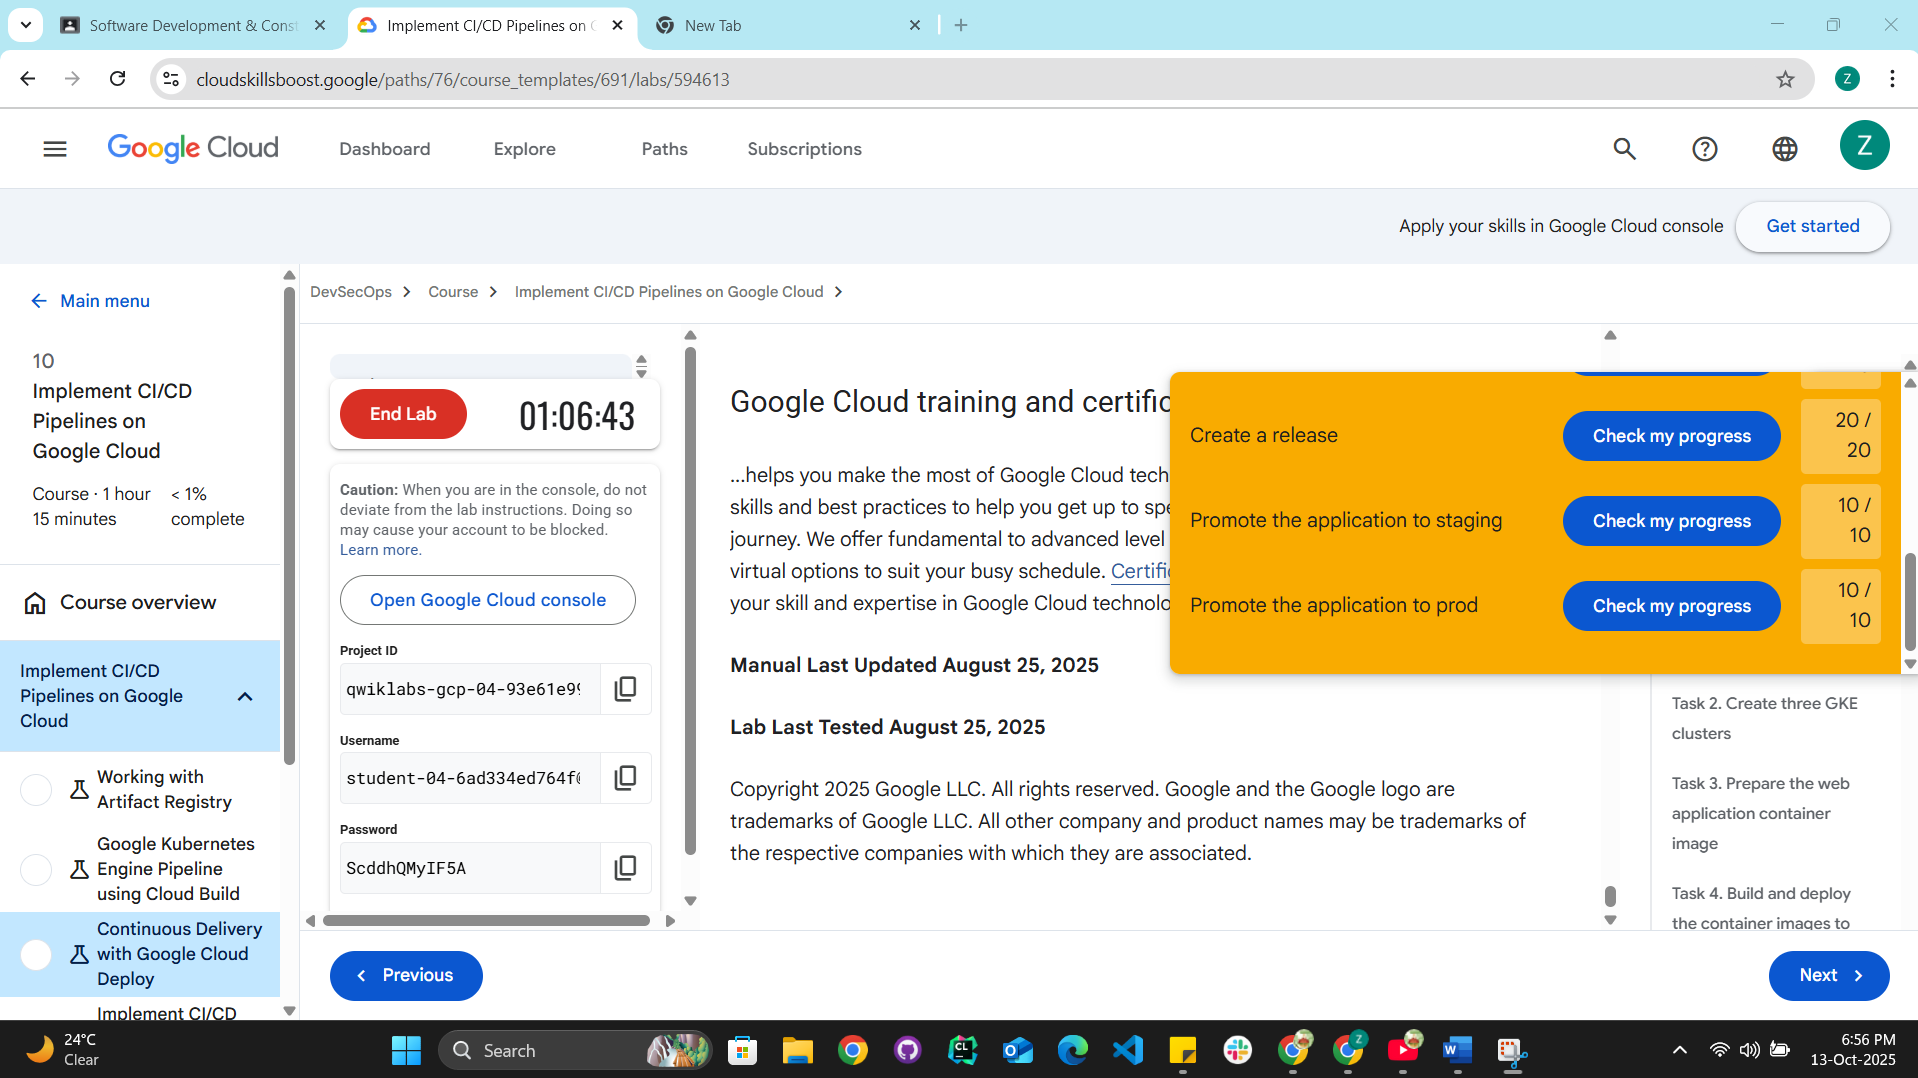 Software Development & Const
Implement CI/CD Pipelines on G
New Tab
cloudskillsboost.google/paths/76/course_templates/691/labs/594613
Z
Google Cloud
Dashboard
Explore
Paths
Subscriptions
Z
Apply your skills in Google Cloud console
Get started
Main menu
10
Implement CI/CD
Pipelines on
Google Cloud
Course · 1 hour
15 minutes
< 1%
complete
Course overview
Implement CI/CD
Pipelines on Google
Cloud
Working with
Artifact Registry
Google Kubernetes
Engine Pipeline
using Cloud Build
Continuous Delivery
with Google Cloud
Deploy
Implement CI/CD
DevSecOps
Course
Implement CI/CD Pipelines on Google Cloud
End Lab
01:06:43
Caution: When you are in the console, do not
deviate from the lab instructions. Doing so
may cause your account to be blocked.
Learn more.
Open Google Cloud console
Project ID
qwiklabs-gcp-04-93e61e99
Username
student-04-6ad334ed764f0
Password
ScddhQMyIF5A
Google Cloud training and certific
...helps you make the most of Google Cloud tech
skills and best practices to help you get up to spe
journey. We offer fundamental to advanced level
virtual options to suit your busy schedule. Certific
your skill and expertise in Google Cloud technolo
Manual Last Updated August 25, 2025
Lab Last Tested August 25, 2025
Copyright 2025 Google LLC. All rights reserved. Google and the Google logo are
trademarks of Google LLC. All other company and product names may be trademarks of
the respective companies with which they are associated.
Create a release
Check my progress
20 /
20
Promote the application to staging
Check my progress
10 /
10
Promote the application to prod
Check my progress
10 /
10
Task 2. Create three GKE
clusters
Task 3. Prepare the web
application container
image
Task 4. Build and deploy
the container images to
Previous
Next
24°C
Clear
Search
6:56 PM
13-Oct-2025